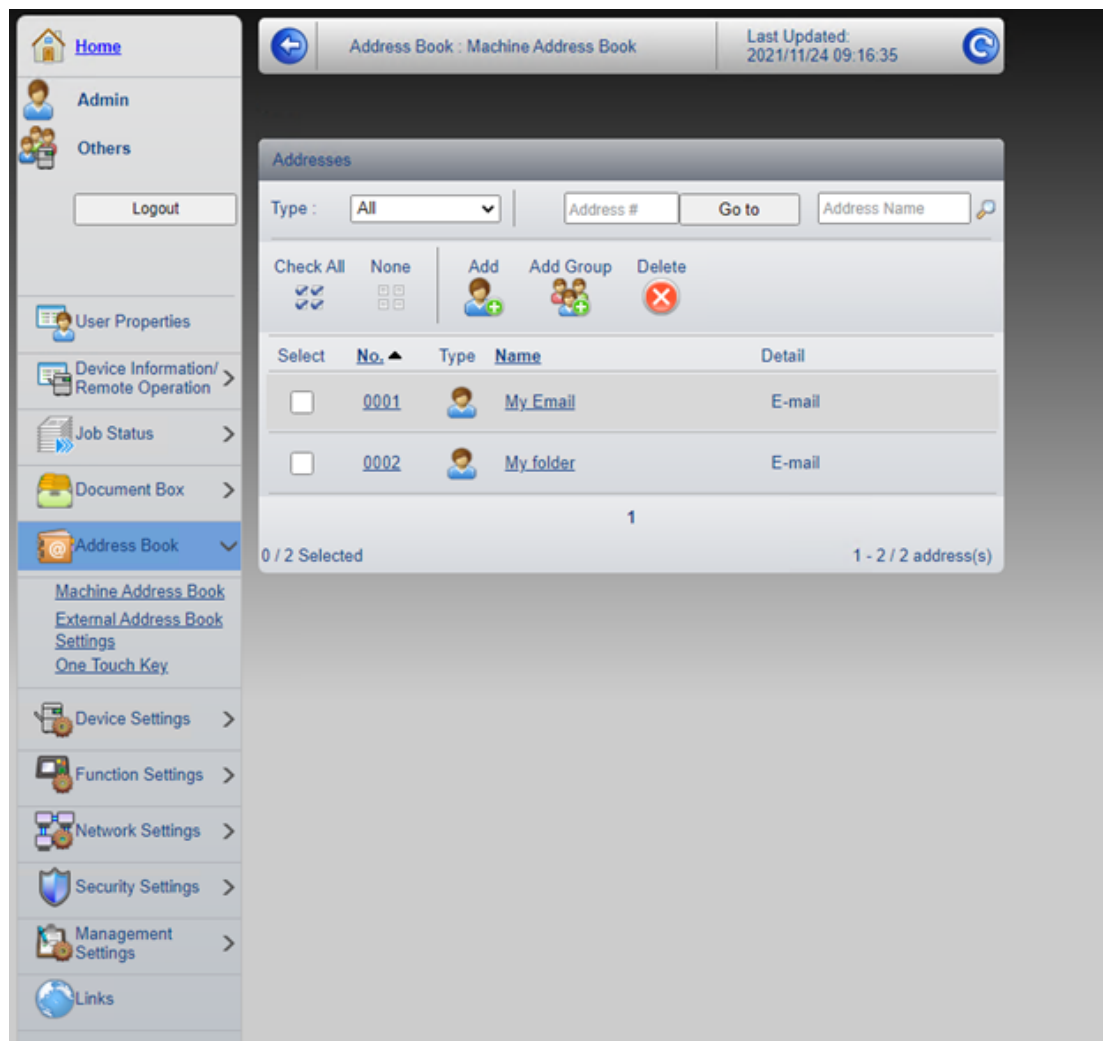 Home
Admin
Others
Logout
User Properties
Device Information/
Remote Operation
Job Status
Document Box
Address Book
Machine Address Book
External Address Book
Settings
One Touch Key
Device Settings
Function Settings
Network Settings
Security Settings
Management
Settings
Links
Address Book : Machine Address Book
Last Updated:
2021/11/24 09:16:35
Addresses
Type : All Address # Go to Address Name
Check All None Add Add Group Delete
Select No. Type Name Detail
0001 My Email E-mail
0002 My folder E-mail
1
0 / 2 Selected 1 - 2 / 2 address(s)